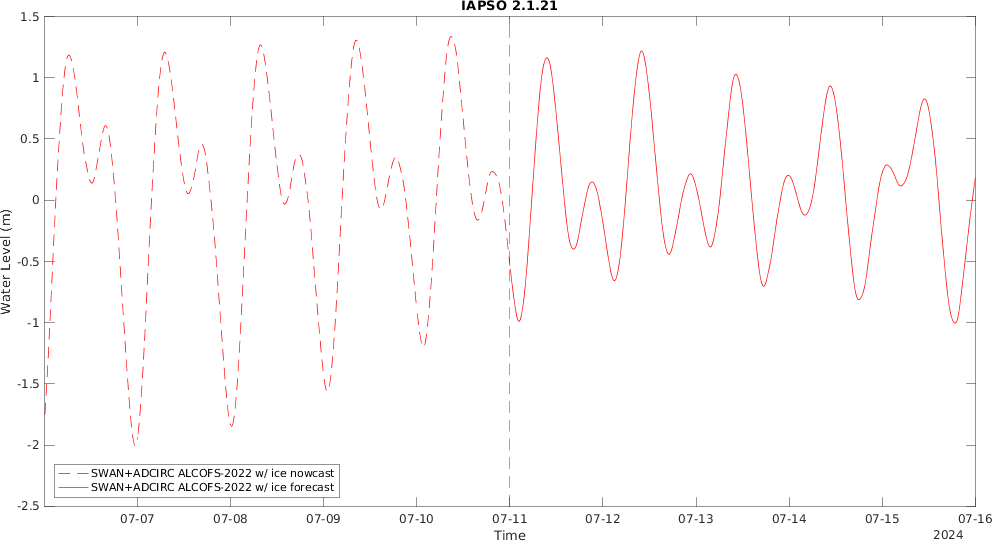 IAPSO 2.1.21
1.5
1
0.5
0
-0.5
-1
-1.5
-2
-2.5
Water Level (m)
SWAN+ADCIRC ALCOFS-2022 w/ ice nowcast
SWAN+ADCIRC ALCOFS-2022 w/ ice forecast
07-07 07-08 07-09 07-10 07-11 07-12 07-13 07-14 07-15 07-16
Time
2024